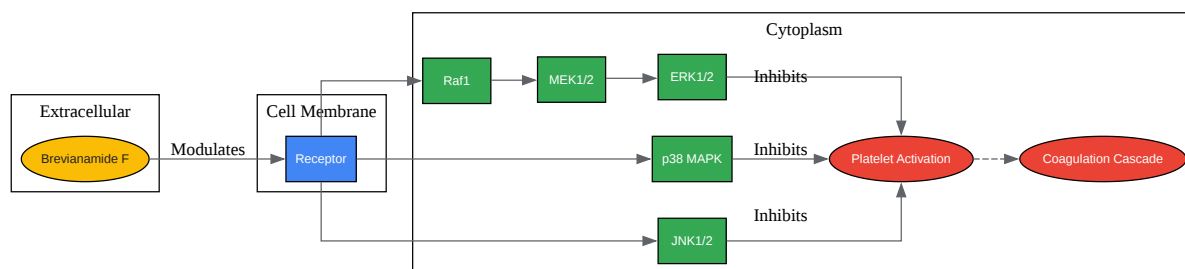 Cytoplasm
Raf1
MEK1/2
ERK1/2
Inhibits
Extracellular
Cell Membrane
Brevianamide F
Modulates
Receptor
p38 MAPK
Inhibits
Platelet Activation
Coagulation Cascade
Inhibits
JNK1/2